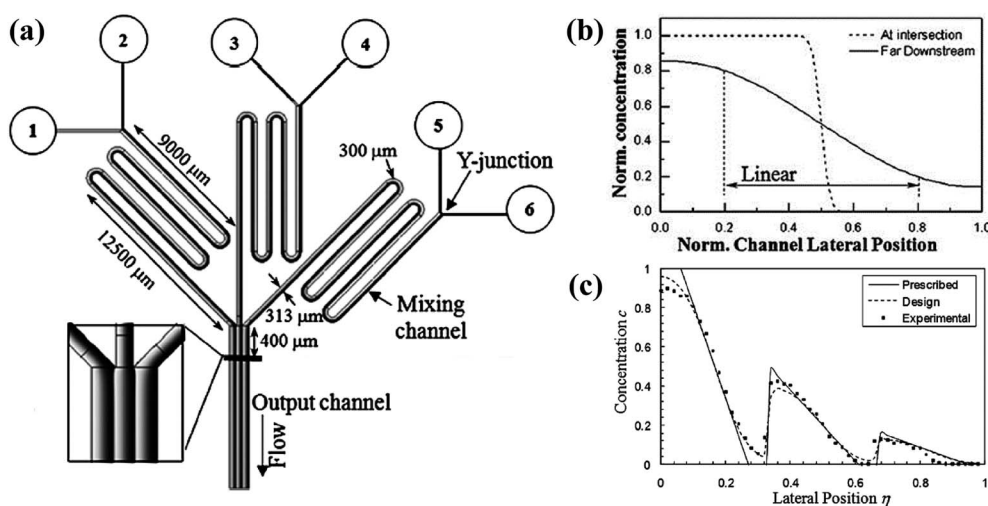 (a)
1
2
3
4
5
6
9000 μm
12500 μm
300 μm
Y-junction
313 μm
400 μm
Mixing
channel
Output channel
Flow
(b)
At intersection
Far Downstream
Norm. concentration
1.0
0.8
0.6
0.4
0.2
0.0
Linear
0.0 0.2 0.4 0.6 0.8 1.0
Norm. Channel Lateral Position
(c)
Prescribed
Design
Experimental
Concentration c
1
0.8
0.6
0.4
0.2
0
0 0.2 0.4 0.6 0.8 1
Lateral Position η